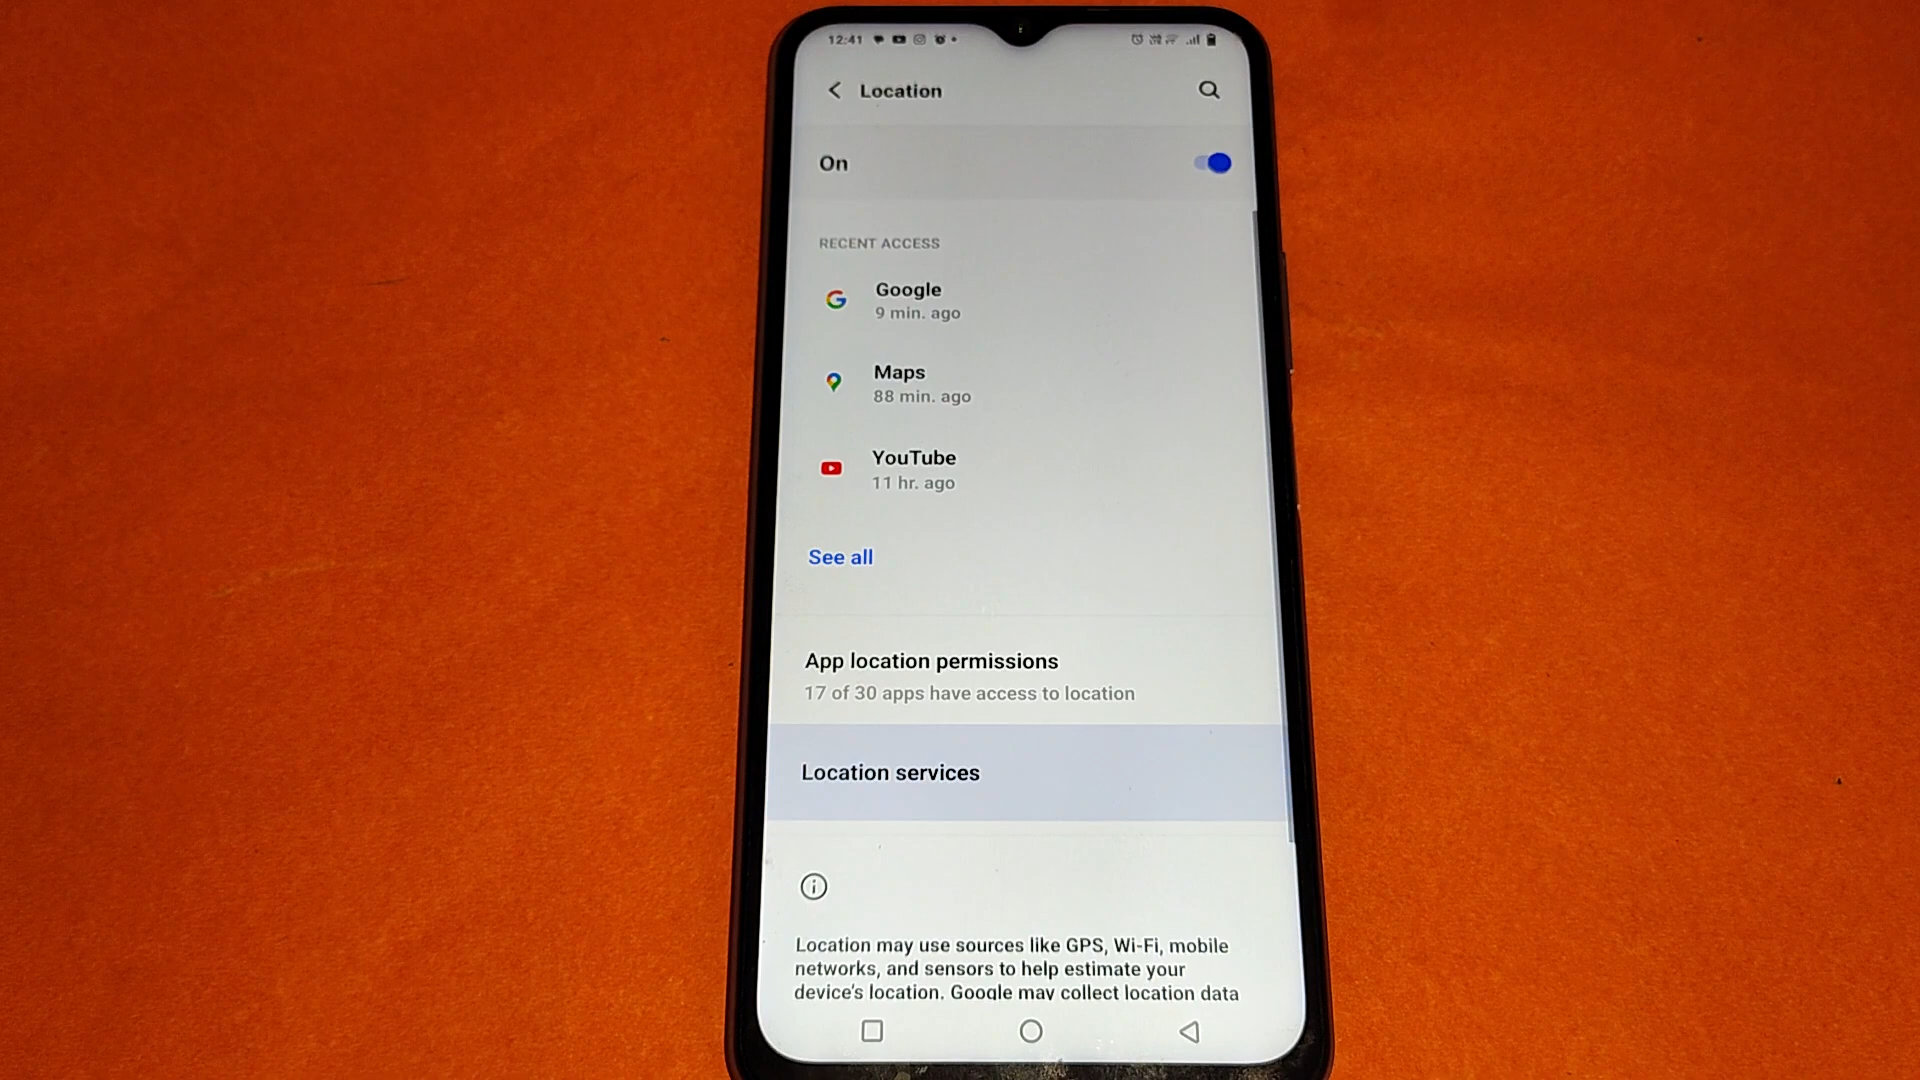 12:41
Location
On
RECENT ACCESS
Google
9 min. ago
Maps
88 min. ago
YouTube
11 hr. ago
See all
App location permissions
17 of 30 apps have access to location
Location services
Location may use sources like GPS, Wi-Fi, mobile
networks, and sensors to help estimate your
device's location. Google may collect location data